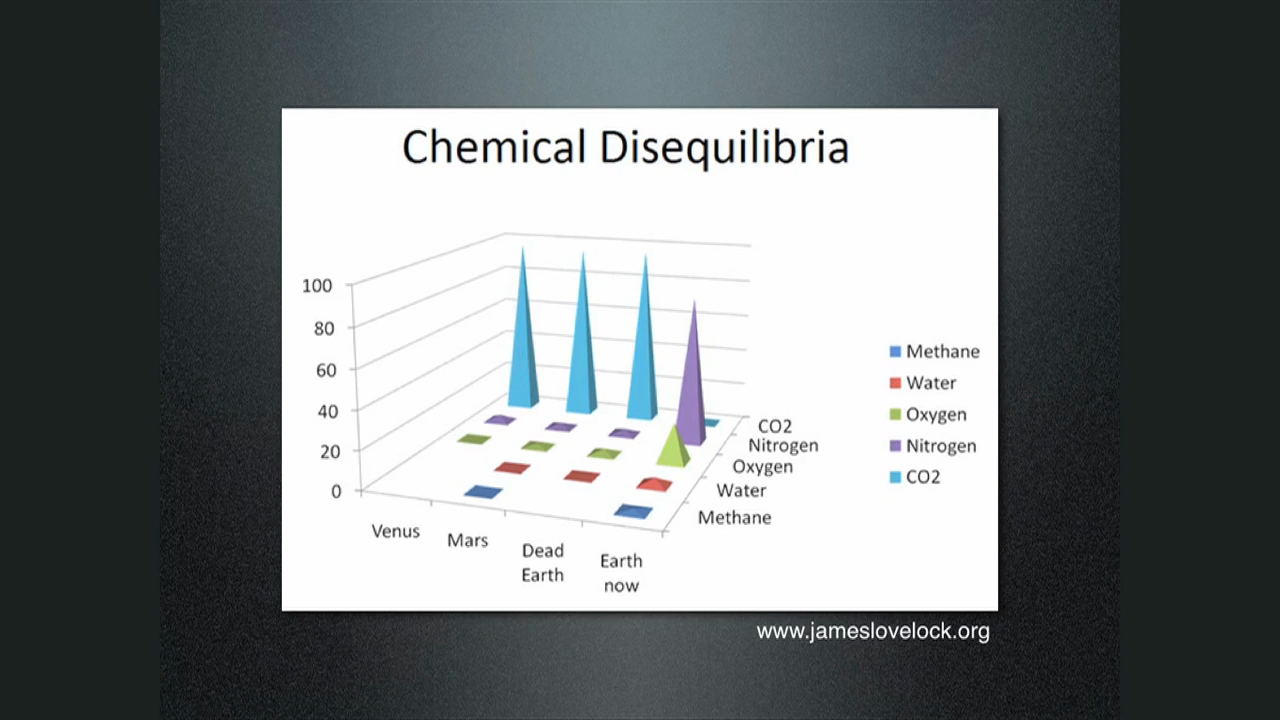 Chemical Disequilibria
100
80
60
40
20
0
Venus
Mars
Dead
Earth
Earth
now
CO2
Nitrogen
Oxygen
Water
Methane
Methane
Water
Oxygen
Nitrogen
CO2
www.jameslovelock.org